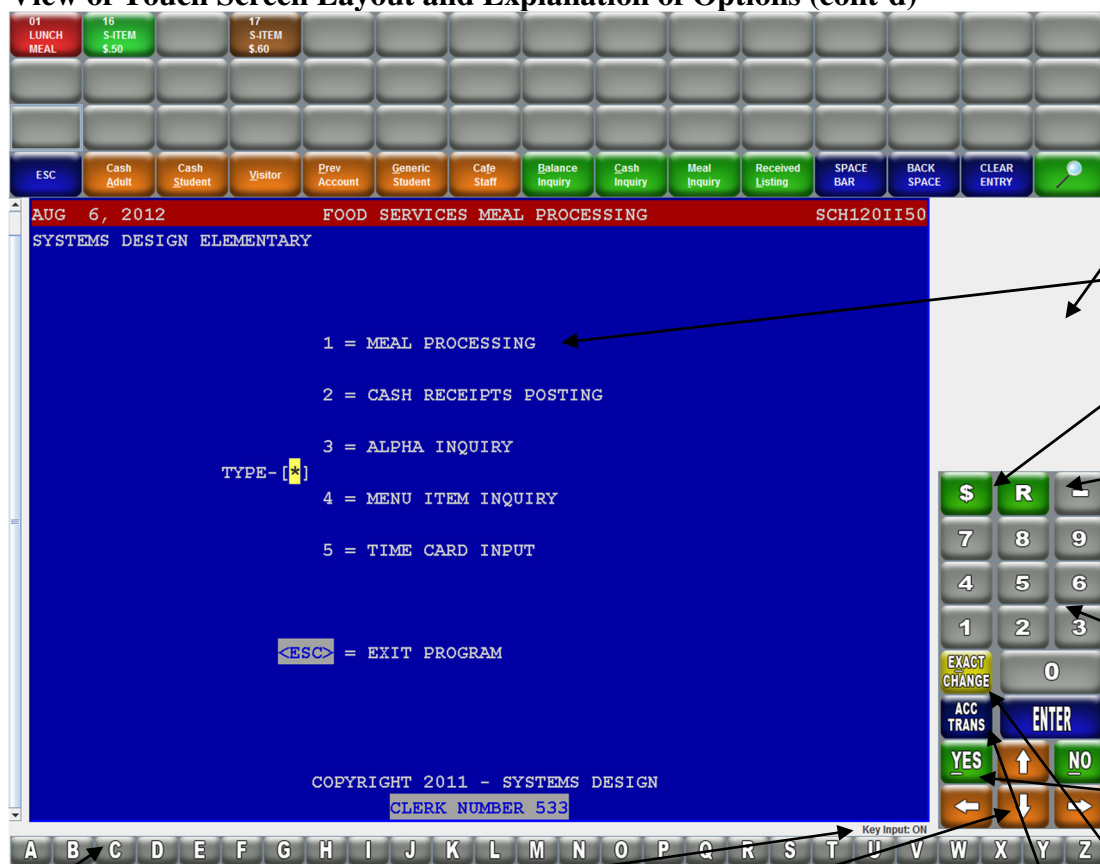 View of Touch Screen Layout and Explanation of Options (cont'd)
01 LUNCH MEAL
16 S-ITEM $.50
17 S-ITEM $.60
ESC
Cash Adult
Cash Student
Visitor
Prev Account
Generic Student
Cafe Staff
Balance Inquiry
Cash Inquiry
Meal Inquiry
Received Listing
SPACE BAR
BACK SPACE
CLEAR ENTRY
AUG 6, 2012 FOOD SERVICES MEAL PROCESSING SCH120II50
SYSTEMS DESIGN ELEMENTARY
1 = MEAL PROCESSING
2 = CASH RECEIPTS POSTING
3 = ALPHA INQUIRY
TYPE-[*]
4 = MENU ITEM INQUIRY
5 = TIME CARD INPUT
<ESC> = EXIT PROGRAM
COPYRIGHT 2011 - SYSTEMS DESIGN
CLERK NUMBER 533
$ R -
7 8 9
4 5 6
1 2 3
EXACT CHANGE 0
ACC TRANS ENTER
YES NO
Key Input: ON
A B C D E F G H I J K L M N O P Q R S T U V W X Y Z